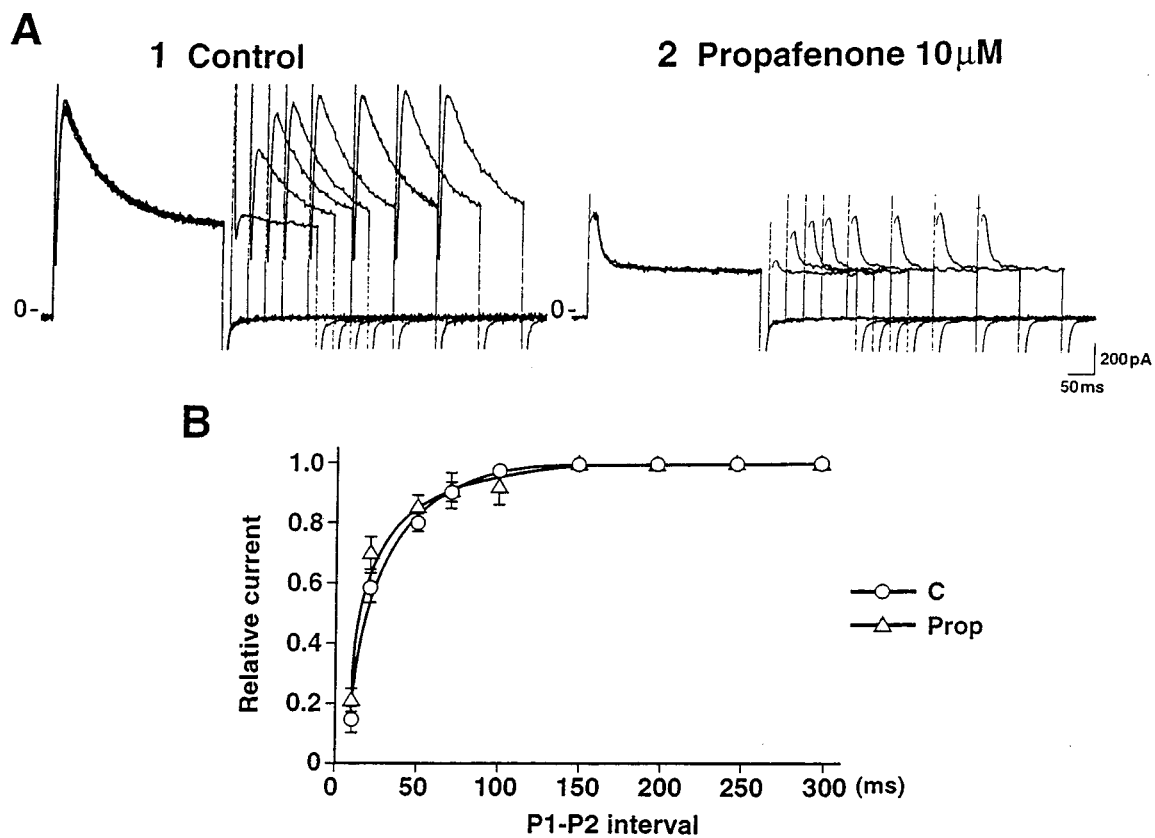 A
1 Control
2 Propafenone 10μM
0-
0-
200pA
50ms
B
1.0
0.8
0.6
0.4
0.2
0
Relative current
0 50 100 150 200 250 300 (ms)
P1-P2 interval
C
Prop